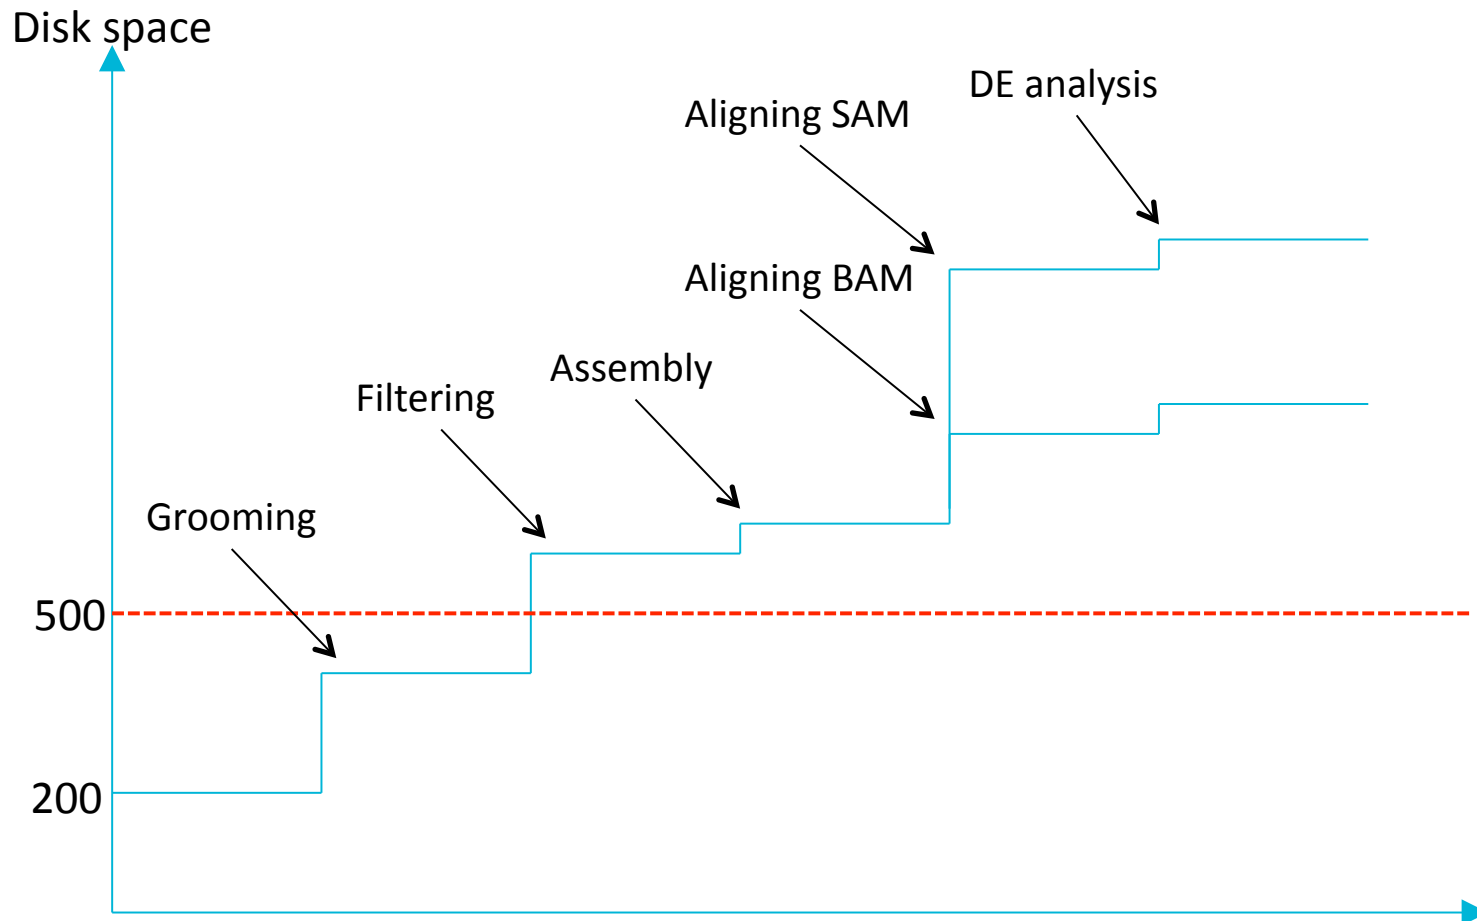 Disk space
DE analysis
Aligning SAM
Aligning BAM
Assembly
Filtering
Grooming
500
200